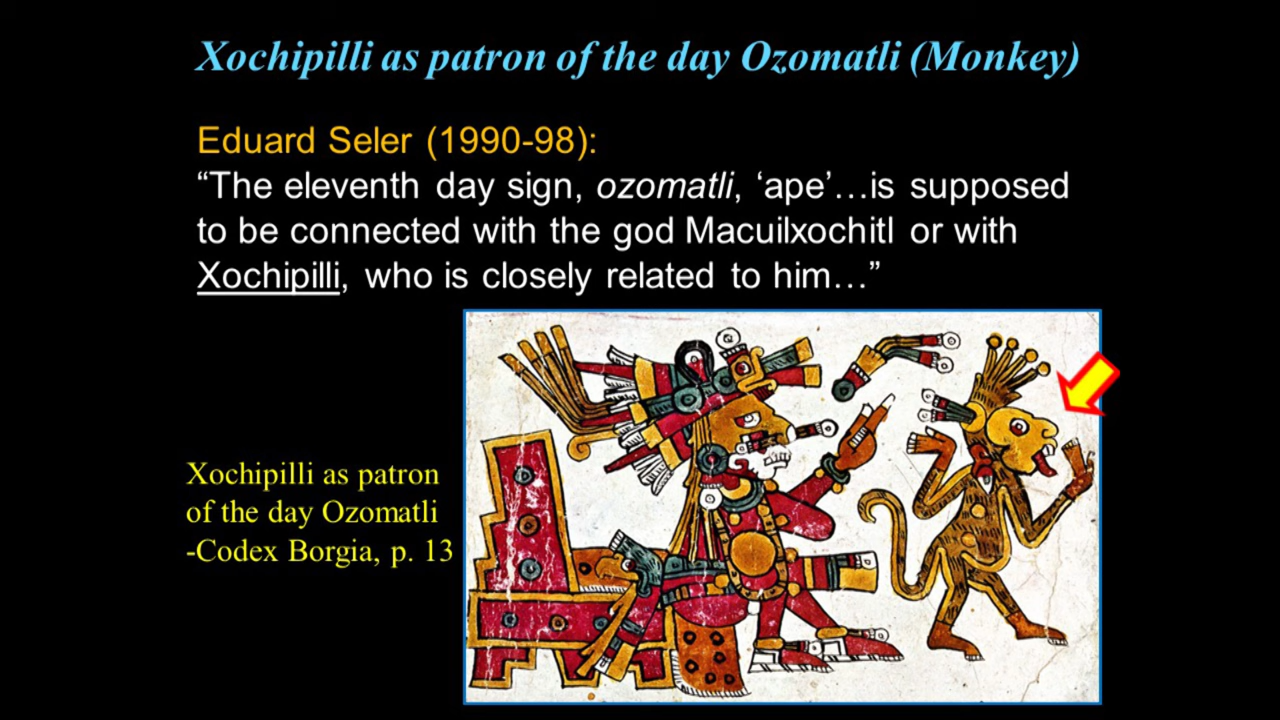 Xochipilli as patron of the day Ozomatli (Monkey)
Eduard Seler (1990-98):
“The eleventh day sign, ozomatli, ‘ape’…is supposed
to be connected with the god Macuilxochitl or with
Xochipilli, who is closely related to him…”
Xochipilli as patron
of the day Ozomatli
-Codex Borgia, p. 13